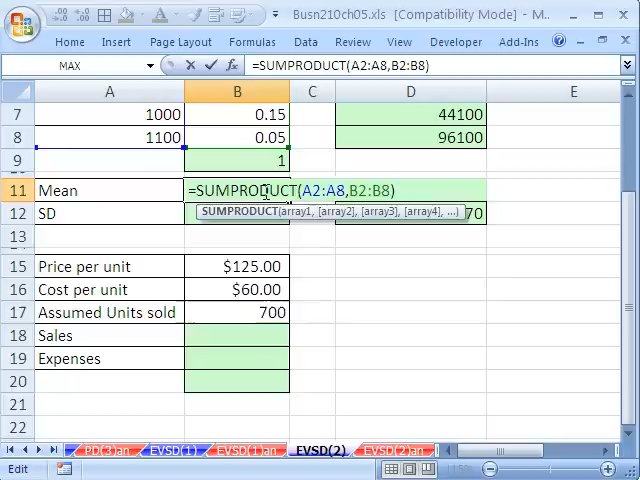 Busn210ch05.xls [Compatibility Mode] - M...
Home Insert Page Layout Formulas Data Review View Developer Add-Ins
MAX =SUMPRODUCT(A2:A8,B2:B8)
A B C D E
7 1000 0.15 44100
8 1100 0.05 96100
9 1
11 Mean =SUMPRODUCT(A2:A8,B2:B8)
12 SD SUMPRODUCT(array1, [array2], [array3], [array4], ...) 70
13
15 Price per unit $125.00
16 Cost per unit $60.00
17 Assumed Units sold 700
18 Sales
19 Expenses
20
21
22
PD(3)an EVSD(1) EVSD(1)an EVSD(2) EVSD(2)an
Edit